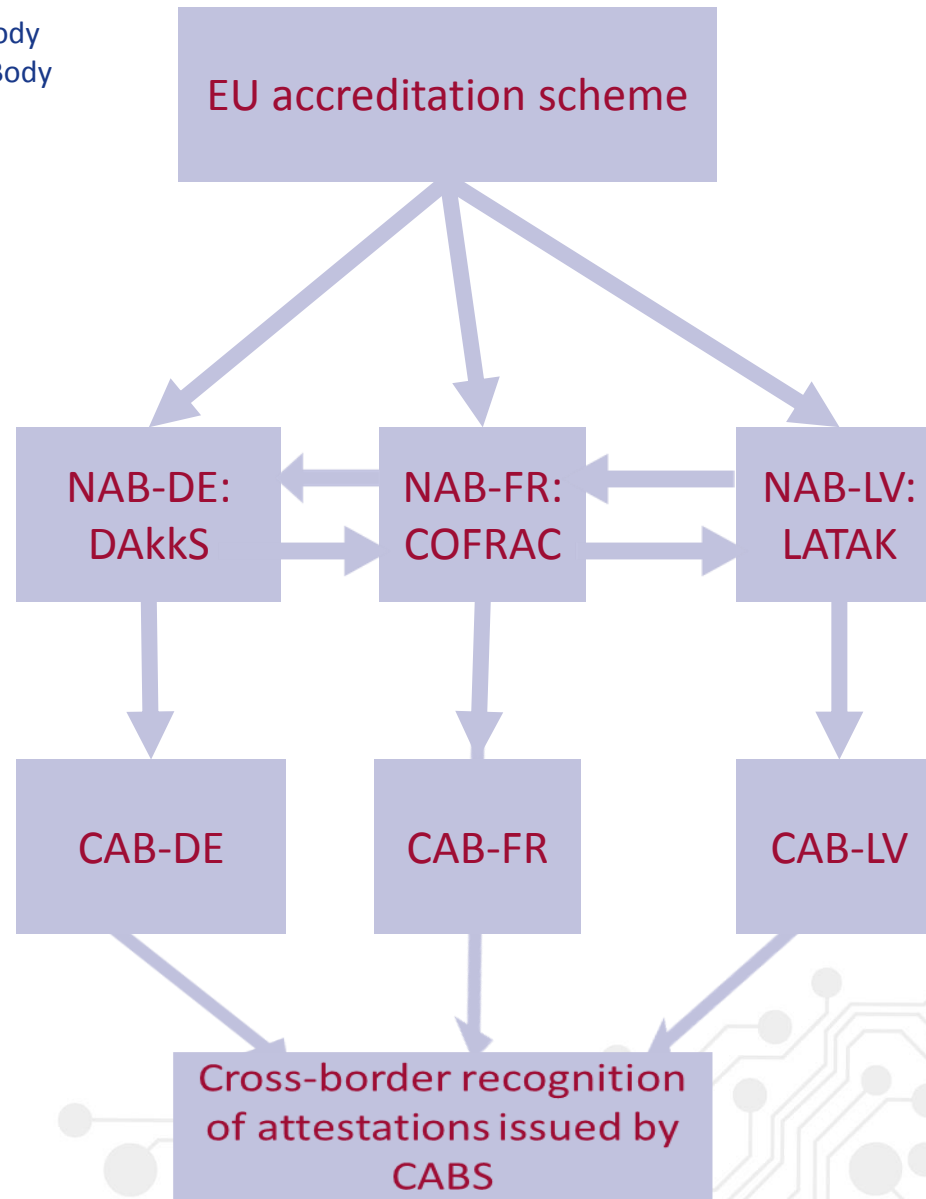 ody
Body
EU accreditation scheme
NAB-DE:
DAkkS
NAB-FR:
COFRAC
NAB-LV:
LATAK
CAB-DE
CAB-FR
CAB-LV
Cross-border recognition
of attestations issued by
CABS